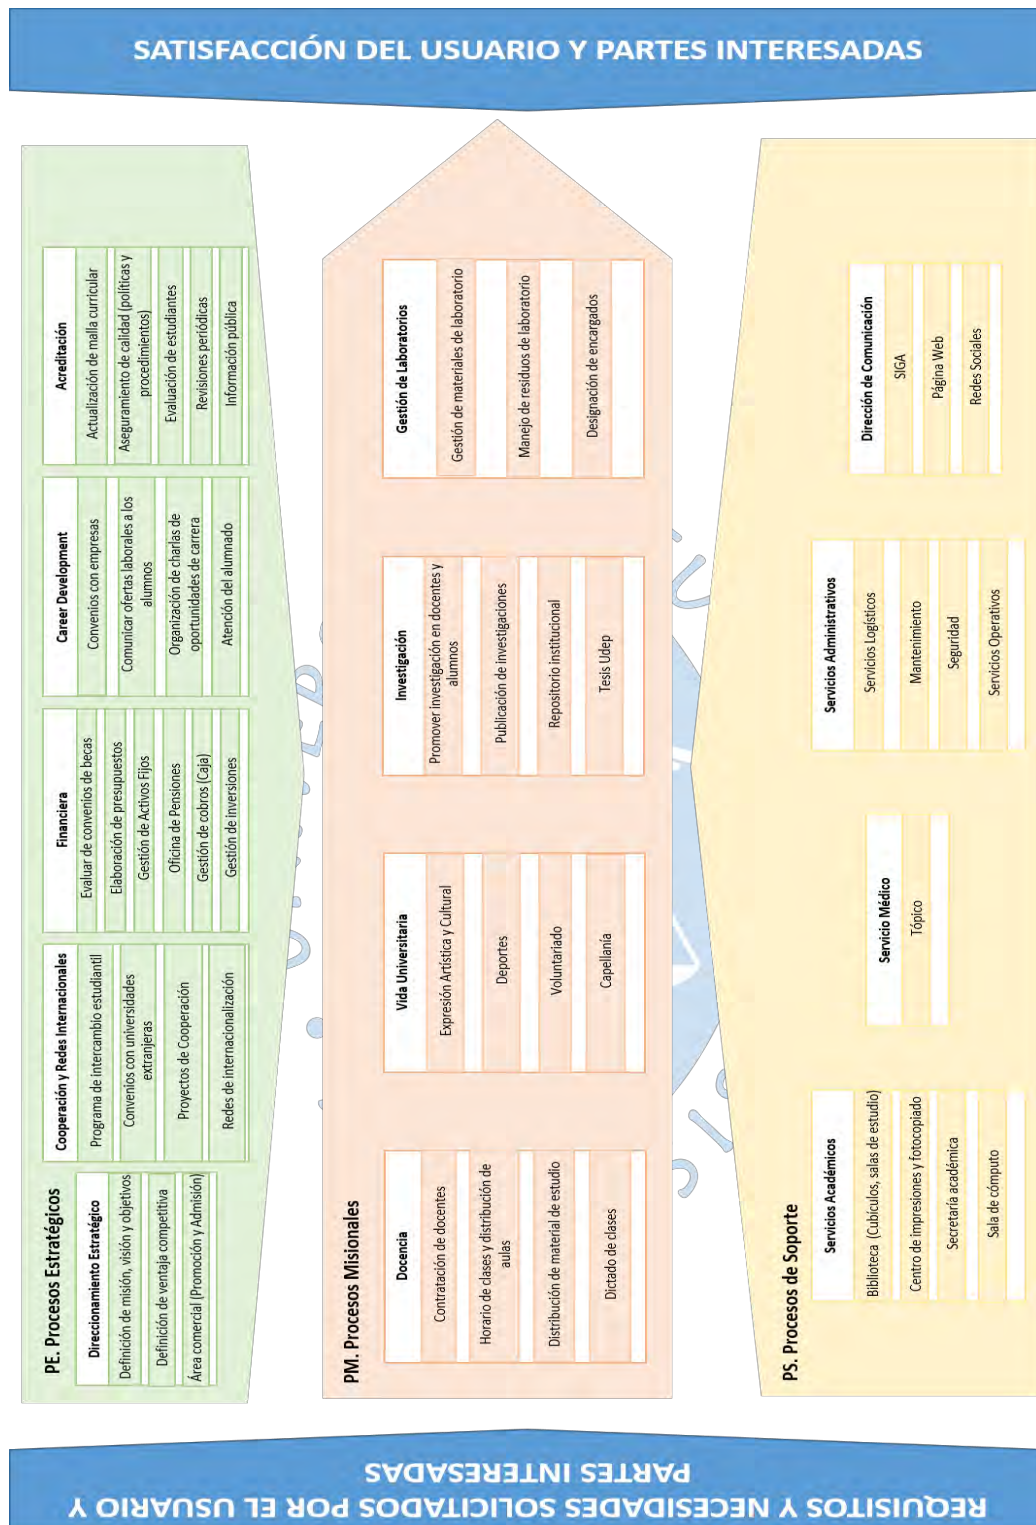 SATISFACCIÓN DEL USUARIO Y PARTES INTERESADAS
PE. Procesos Estratégicos
Direccionamiento Estratégico
Definición de misión, visión y objetivos
Definición de ventaja competitiva
Área comercial (Promoción y Admisión)
Cooperación y Redes Internacionales
Programa de intercambio estudiantil
Convenios con universidades
extranjeras
Proyectos de Cooperación
Redes de internacionalización
Financiera
Evaluar de convenios de becas
Elaboración de presupuestos
Gestión de Activos Fijos
Oficina de Pensiones
Gestión de cobros (Caja)
Gestión de inversiones
Career Development
Convenios con empresas
Comunicar ofertas laborales a los
alumnos
Organización de charlas de
oportunidades de carrera
Atención del alumnado
Acreditación
Actualización de malla curricular
Aseguramiento de calidad (políticas y
procedimientos)
Evaluación de estudiantes
Revisiones periódicas
Información pública
PM. Procesos Misionales
Docencia
Contratación de docentes
Horario de clases y distribución de
aulas
Distribución de material de estudio
Dictado de clases
Vida Universitaria
Expresión Artística y Cultural
Deportes
Voluntariado
Capellanía
Investigación
Promover investigación en docentes y
alumnos
Publicación de investigaciones
Repositorio institucional
Tesis Udep
Gestión de Laboratorios
Gestión de materiales de laboratorio
Manejo de residuos de laboratorio
Designación de encargados
PS. Procesos de Soporte
Servicios Académicos
Biblioteca (Cubículos, salas de estudio)
Centro de impresiones y fotocopiado
Secretaría académica
Sala de cómputo
Servicio Médico
Tópico
Servicios Administrativos
Servicios Logísticos
Mantenimiento
Seguridad
Servicios Operativos
Dirección de Comunicación
SIGA
Página Web
Redes Sociales
REQUISITOS Y NECESIDADES SOLICITADOS POR EL USUARIO Y
PARTES INTERESADAS